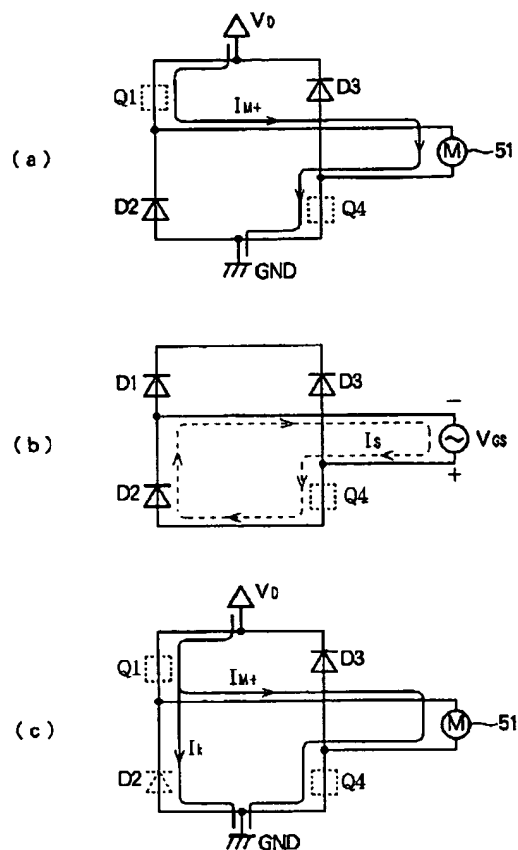 (a)
VD
Q1
D3
IM+
M
51
D2
Q4
GND
(b)
D1
D3
−
IS
VGS
+
D2
Q4
(c)
VD
Q1
D3
IM+
M
51
Ik
D2
Q4
GND